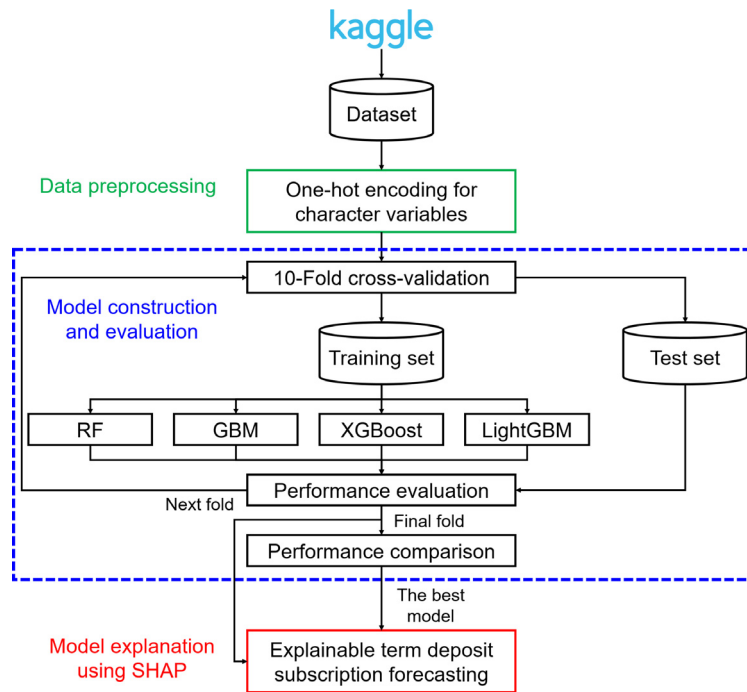 kaggle
Dataset
Data preprocessing
One-hot encoding for
character variables
10-Fold cross-validation
Model construction
and evaluation
Training set
Test set
RF
GBM
XGBoost
LightGBM
Performance evaluation
Next fold
Final fold
Performance comparison
The best
model
Model explanation
using SHAP
Explainable term deposit
subscription forecasting